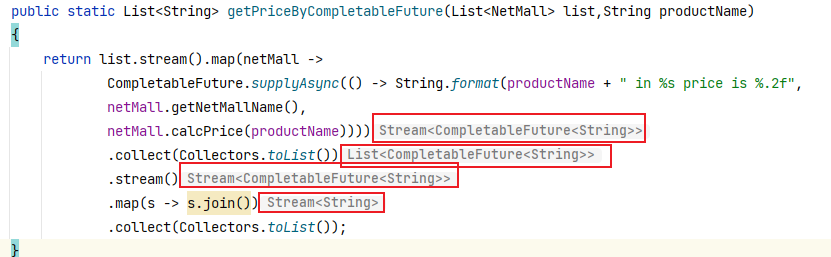 public static List<String> getPriceByCompletableFuture(List<NetMall> list,String productName)
{
return list.stream().map(netMall ->
CompletableFuture.supplyAsync(() -> String.format(productName + " in %s price is %.2f",
netMall.getNetMallName(),
netMall.calcPrice(productName)))) Stream<CompletableFuture<String>>
.collect(Collectors.toList()) List<CompletableFuture<String>>
.stream() Stream<CompletableFuture<String>>
.map(s -> s.join()) Stream<String>
.collect(Collectors.toList());
}